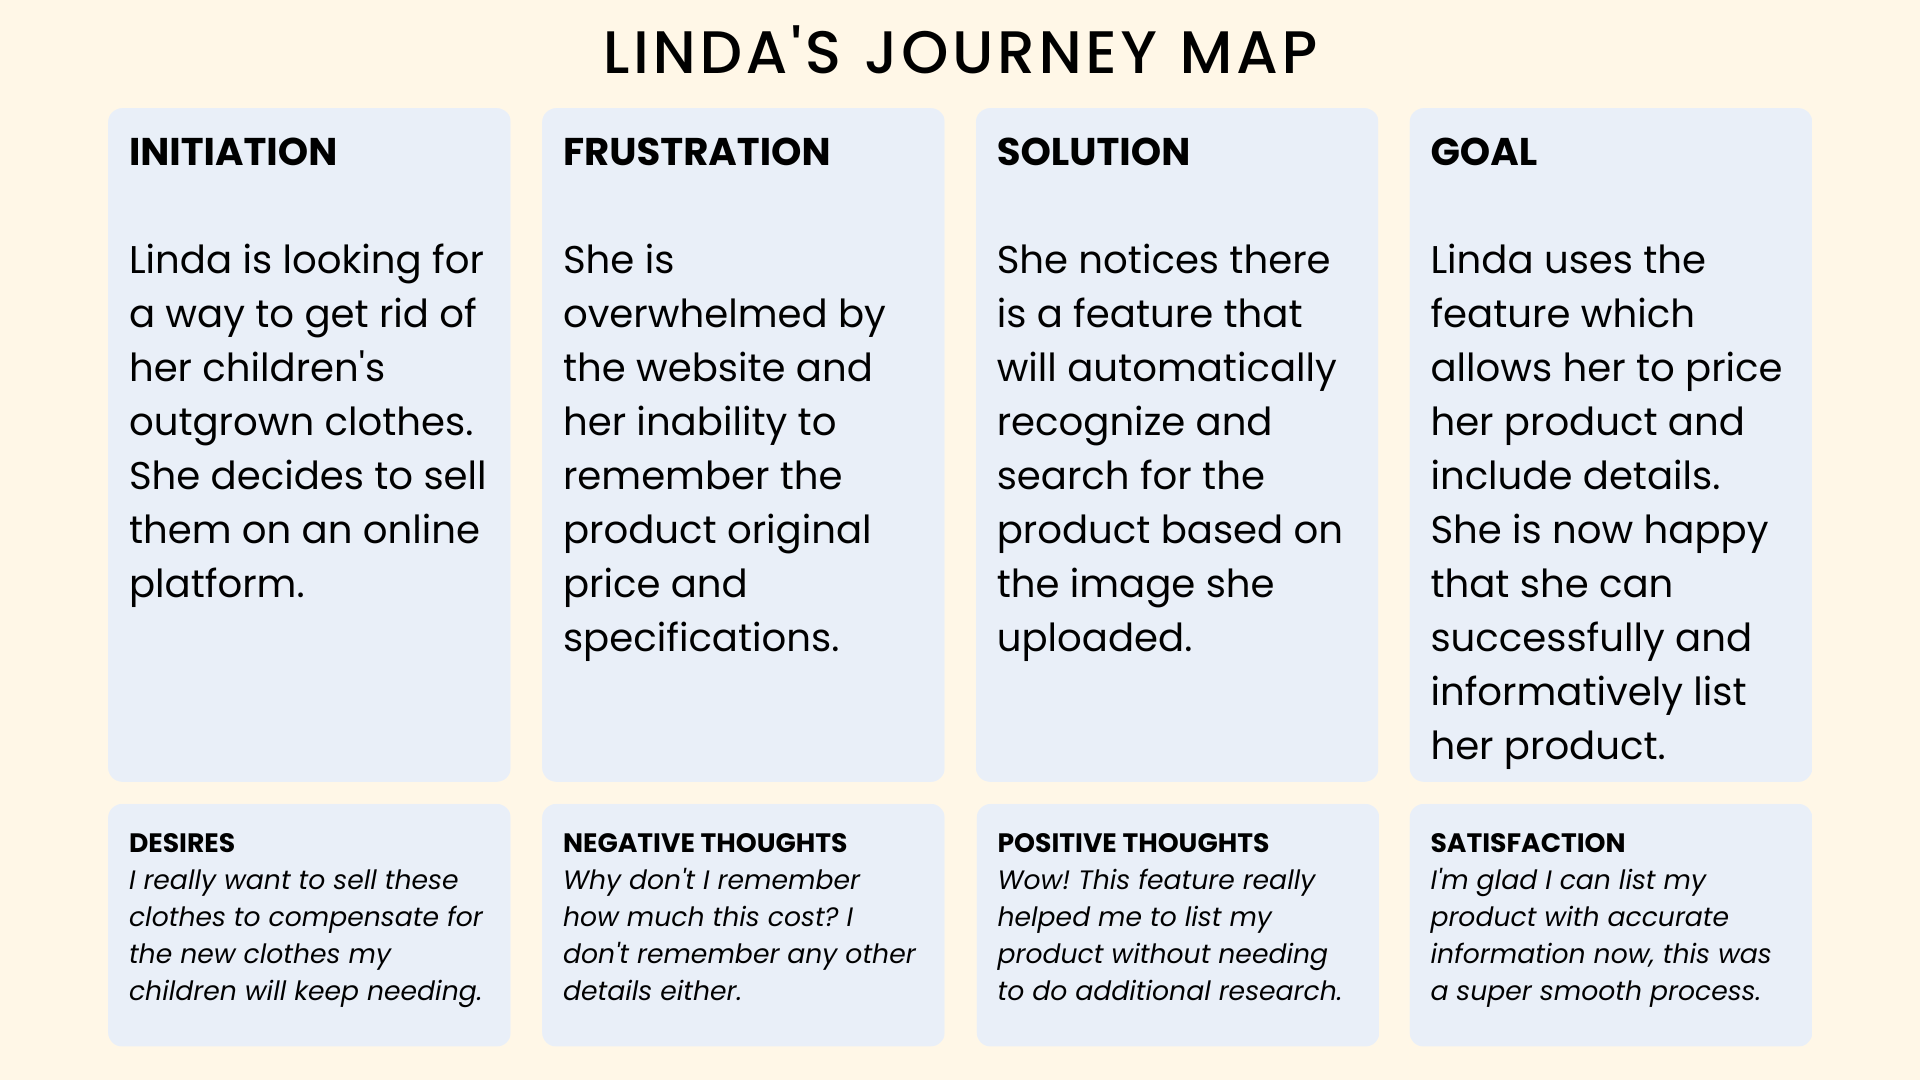 LINDA'S JOURNEY MAP
INITIATION
Linda is looking for
a way to get rid of
her children's
outgrown clothes.
She decides to sell
them on an online
platform.
FRUSTRATION
She is
overwhelmed by
the website and
her inability to
remember the
product original
price and
specifications.
SOLUTION
She notices there
is a feature that
will automatically
recognize and
search for the
product based on
the image she
uploaded.
GOAL
Linda uses the
feature which
allows her to price
her product and
include details.
She is now happy
that she can
successfully and
informatively list
her product.
DESIRES
I really want to sell these
clothes to compensate for
the new clothes my
children will keep needing.
NEGATIVE THOUGHTS
Why don't I remember
how much this cost? I
don't remember any other
details either.
POSITIVE THOUGHTS
Wow! This feature really
helped me to list my
product without needing
to do additional research.
SATISFACTION
I'm glad I can list my
product with accurate
information now, this was
a super smooth process.